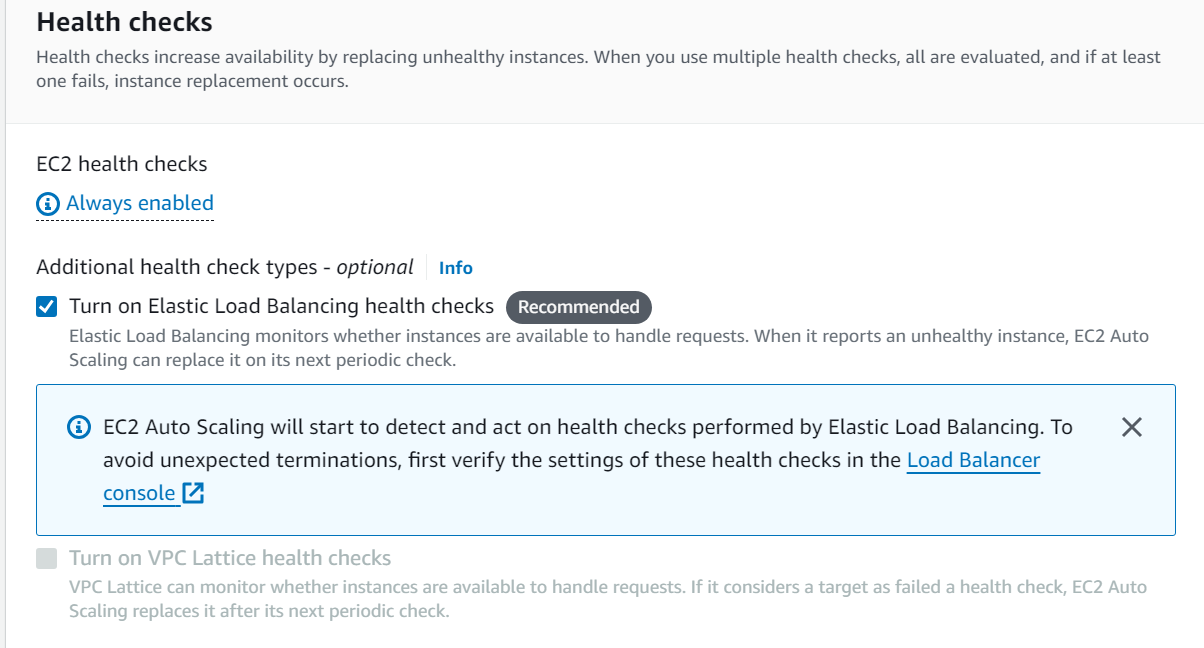 Health checks
Health checks increase availability by replacing unhealthy instances. When you use multiple health checks, all are evaluated, and if at least
one fails, instance replacement occurs.
EC2 health checks
Always enabled
Additional health check types - optional Info
Turn on Elastic Load Balancing health checks Recommended
Elastic Load Balancing monitors whether instances are available to handle requests. When it reports an unhealthy instance, EC2 Auto
Scaling can replace it on its next periodic check.
EC2 Auto Scaling will start to detect and act on health checks performed by Elastic Load Balancing. To
avoid unexpected terminations, first verify the settings of these health checks in the Load Balancer
console
Turn on VPC Lattice health checks
VPC Lattice can monitor whether instances are available to handle requests. If it considers a target as failed a health check, EC2 Auto
Scaling replaces it after its next periodic check.